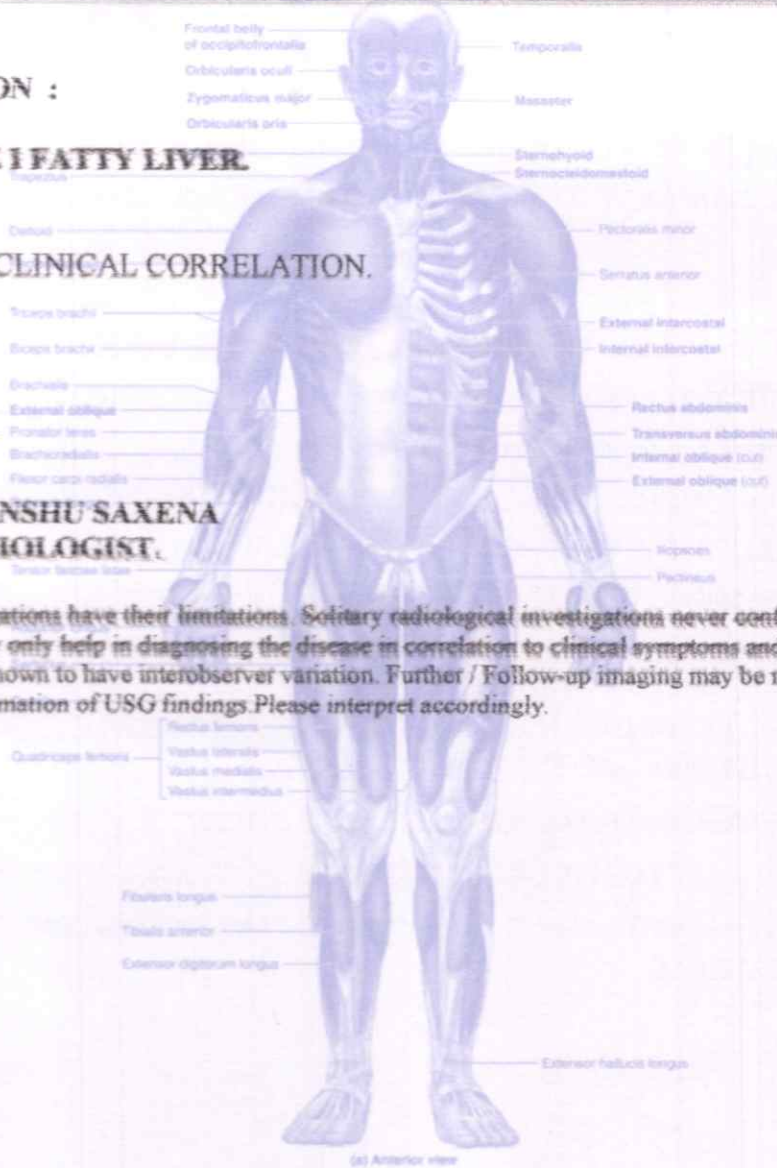 Frontal belly
of occipitofrontalis
Temporalis
Orbicularis oculi
ON :
Zygomaticus major
Masseter
Orbicularis oris
1 FATTY LIVER.
Sternohyoid
Trapezius
Sternocleidomastoid
Deltoid
Pectoralis minor
CLINICAL CORRELATION.
Serratus anterior
Triceps brachii
External intercostal
Biceps brachii
Internal intercostal
Brachialis
External oblique
Rectus abdominis
Pronator teres
Transversus abdominis
Brachioradialis
Internal oblique (cut)
Flexor carpi radialis
External oblique (cut)
NSHU SAXENA
IOLOGIST.
Iliopsoas
Tensor fasciae latae
Pectineus
ations have their limitations. Solitary radiological investigations never conf
only help in diagnosing the disease in correlation to clinical symptoms and
nown to have interobserver variation. Further / Follow-up imaging may be r
mation of USG findings.Please interpret accordingly.
Rectus femoris
Quadriceps femoris
Vastus lateralis
Vastus medialis
Vastus intermedius
Fibularis longus
Tibialis anterior
Extensor digitorum longus
Extensor hallucis longus
(a) Anterior view